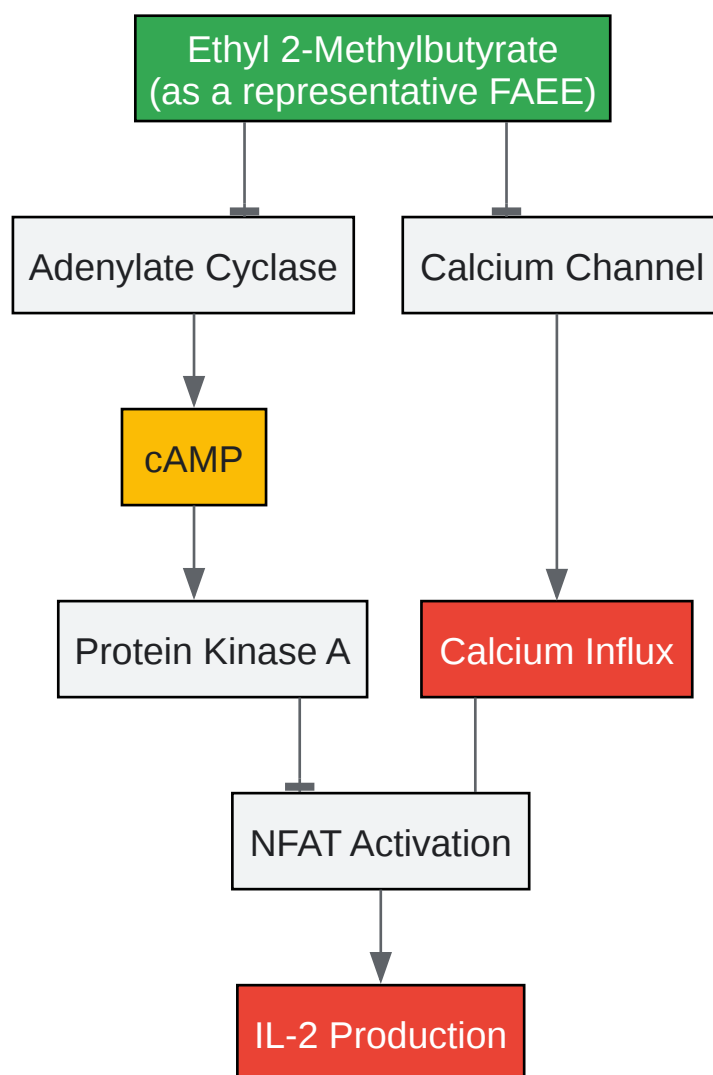 Ethyl 2-Methylbutyrate
(as a representative FAEE)
Adenylate Cyclase
Calcium Channel
cAMP
Protein Kinase A
Calcium Influx
NFAT Activation
IL-2 Production